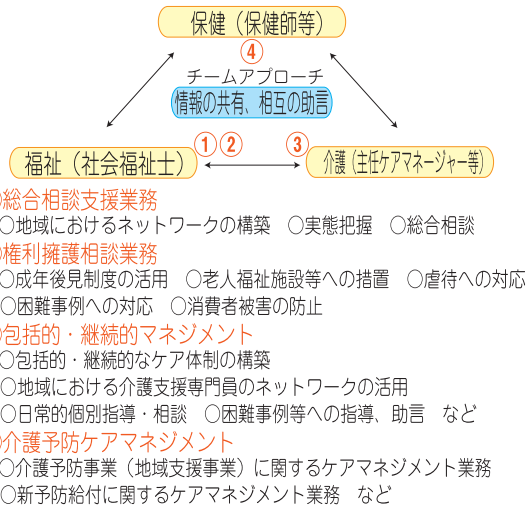 保健（保健師等）
④
チームアプローチ
情報の共有、相互の助言
福祉（社会福祉士） ① ② ③ 介護（主任ケアマネージャー等）
総合相談支援業務
○地域におけるネットワークの構築　○実態把握　○総合相談
権利擁護相談業務
○成年後見制度の活用　○老人福祉施設等への措置　○虐待への対応
○困難事例への対応　○消費者被害の防止
包括的・継続的マネジメント
○包括的・継続的なケア体制の構築
○地域における介護支援専門員のネットワークの活用
○日常的個別指導・相談　○困難事例等への指導、助言　など
介護予防ケアマネジメント
○介護予防事業（地域支援事業）に関するケアマネジメント業務
○新予防給付に関するケアマネジメント業務　など